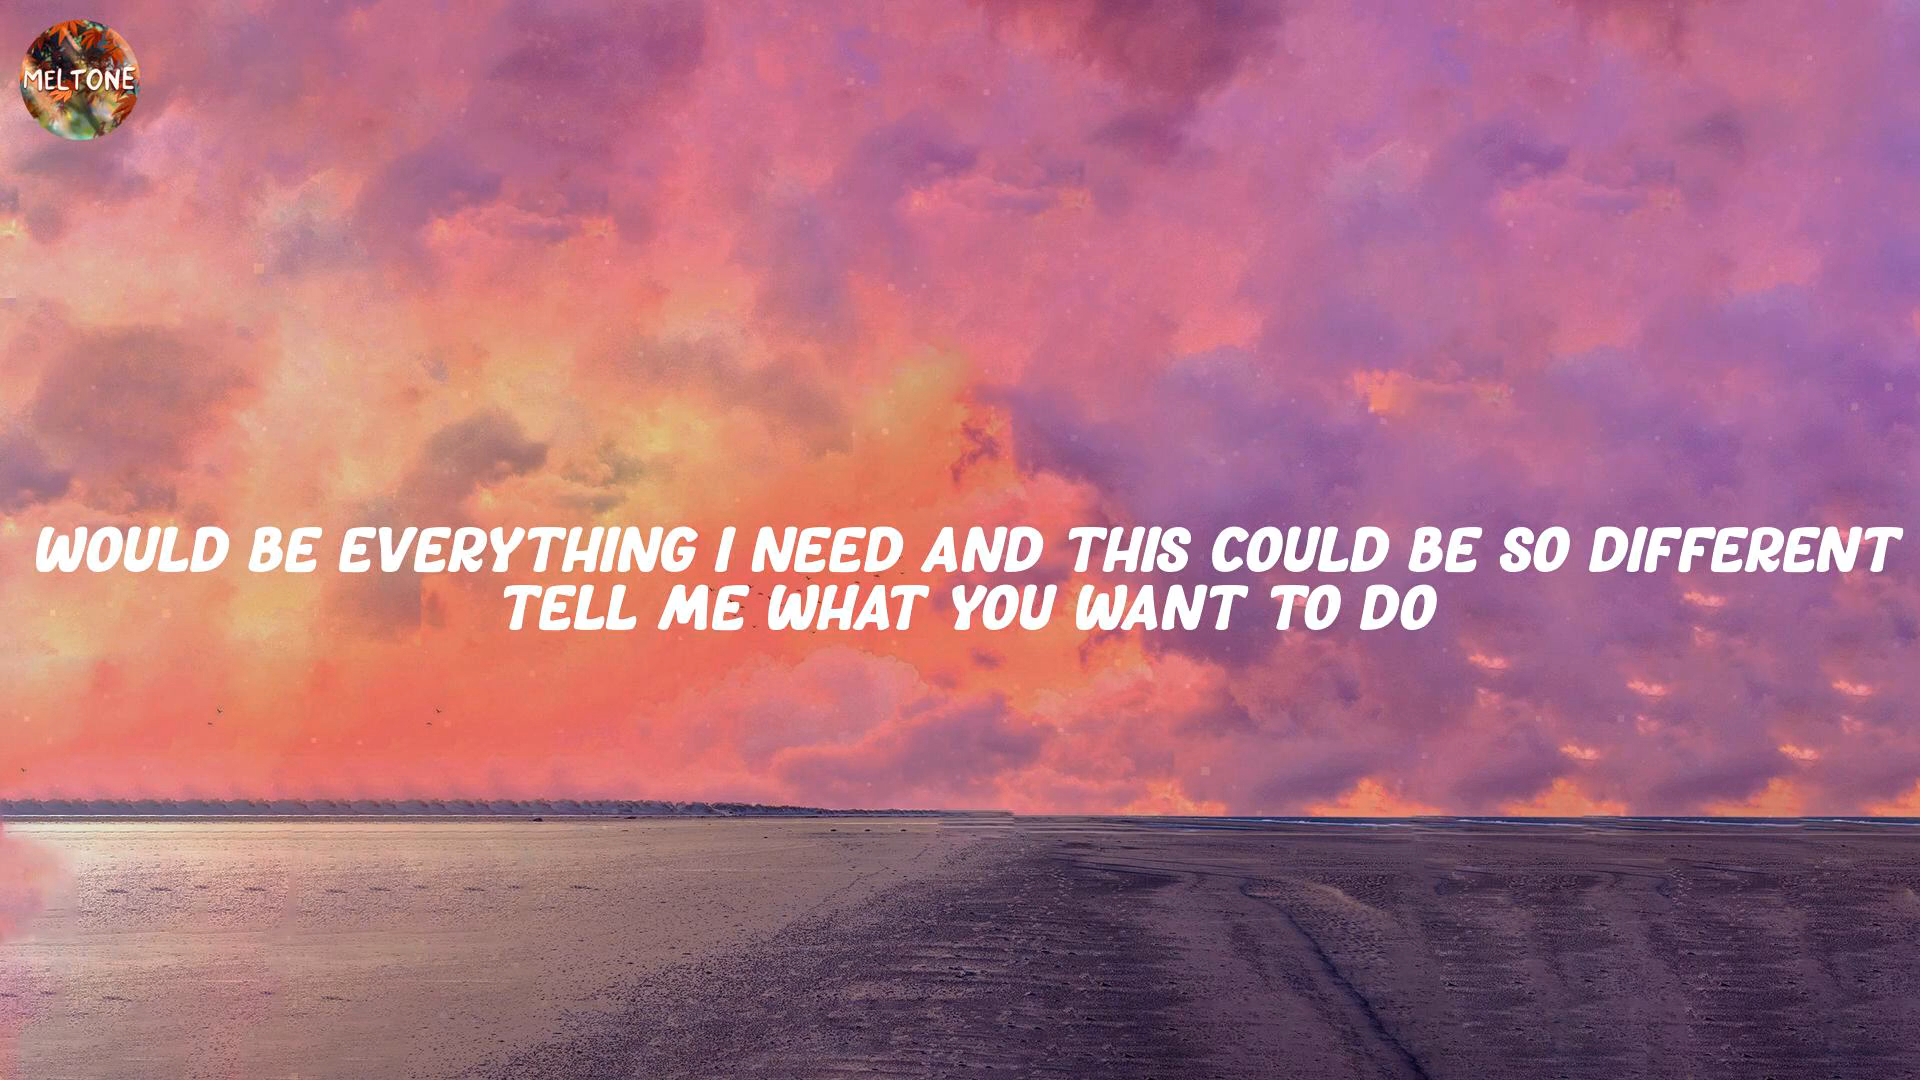 MELTONE
WOULD BE EVERYTHING I NEED AND THIS COULD BE SO DIFFERENT
TELL ME WHAT YOU WANT TO DO